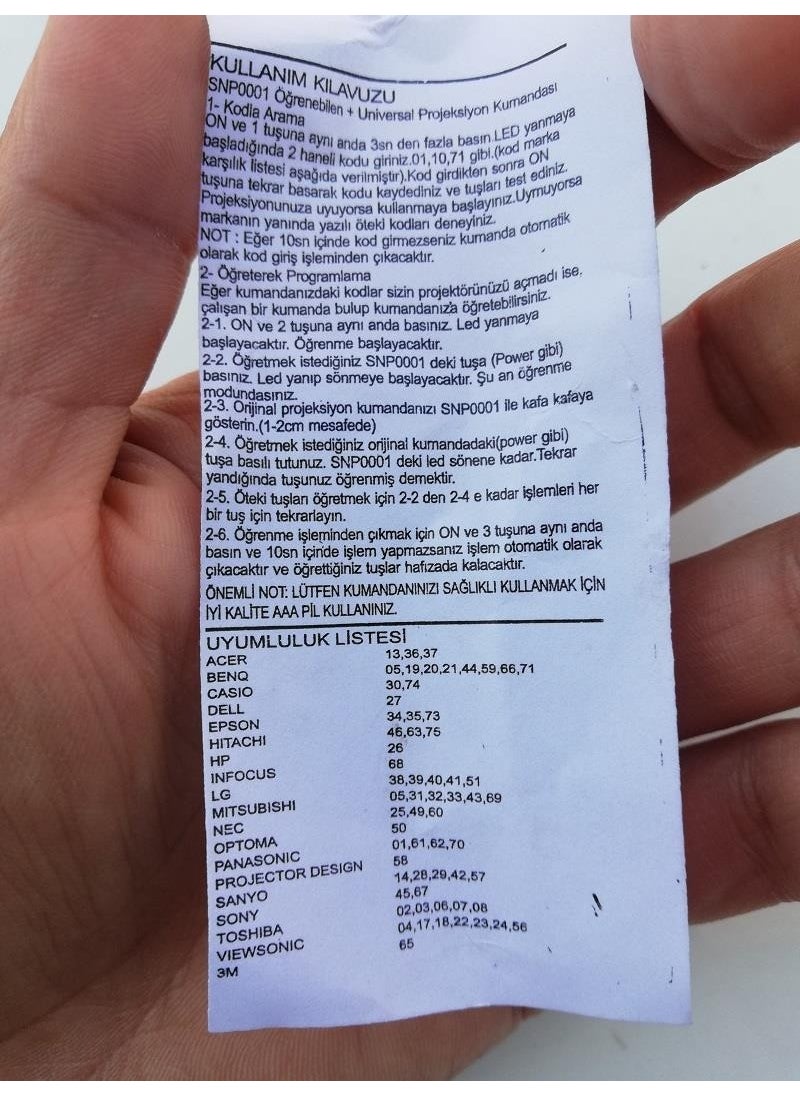 KULLANIM KILAVUZU
SNP0001 Öğrenebilen + Universal Projeksiyon Kumandası
1- Kodla Arama
ON ve 1 tuşuna aynı anda 3sn den fazla basın.LED yanmaya
başladığında 2 haneli kodu giriniz.01,10,71 gibi.(kod marka
karşılık listesi aşağıda verilmiştir).Kod girdikten sonra ON
tuşuna tekrar basarak kodu kaydediniz ve tuşları test ediniz.
Projeksiyonunuza uyuyorsa kullanmaya başlayınız.Uymuyorsa
markanın yanında yazılı öteki kodları deneyiniz.
NOT : Eğer 10sn içinde kod girmezseniz kumanda otomatik
olarak kod giriş işleminden çıkacaktır.
2- Öğreterek Programlama
Eğer kumandanızdaki kodlar sizin projektörünüzü açmadı ise,
çalışan bir kumanda bulup kumandanıza öğretebilirsiniz.
2-1. ON ve 2 tuşuna aynı anda basınız. Led yanmaya
başlayacaktır. Öğrenme başlayacaktır.
2-2. Öğretmek istediğiniz SNP0001 deki tuşa (Power gibi)
basınız. Led yanıp sönmeye başlayacaktır. Şu an öğrenme
modundasınız.
2-3. Orijinal projeksiyon kumandanızı SNP0001 ile kafa kafaya
gösterin.(1-2cm mesafede)
2-4. Öğretmek istediğiniz orijinal kumandadaki(power gibi)
tuşa basılı tutunuz. SNP0001 deki led sönene kadar.Tekrar
yandığında tuşunuz öğrenmiş demektir.
2-5. Öteki tuşları öğretmek için 2-2 den 2-4 e kadar işlemleri her
bir tuş için tekrarlayın.
2-6. Öğrenme işleminden çıkmak için ON ve 3 tuşuna aynı anda
basın ve 10sn içinde işlem yapmazsanız işlem otomatik olarak
çıkacaktır ve öğrettiğiniz tuşlar hafızada kalacaktır.
ÖNEMLİ NOT: LÜTFEN KUMANDANINIZI SAĞLIKLI KULLANMAK İÇİN
İYİ KALİTE AAA PİL KULLANINIZ.
UYUMLULUK LİSTESİ
ACER 13,36,37
BENQ 05,19,20,21,44,59,66,71
CASIO 30,74
DELL 27
EPSON 34,35,73
HITACHI 46,63,75
HP 26
INFOCUS 68
LG 38,39,40,41,51
MITSUBISHI 05,31,32,33,43,69
NEC 25,49,60
OPTOMA 50
PANASONIC 01,61,62,70
PROJECTOR DESIGN 58
SANYO 14,28,29,42,57
SONY 45,67
TOSHIBA 02,03,06,07,08
VIEWSONIC 04,17,18,22,23,24,56
3M 65